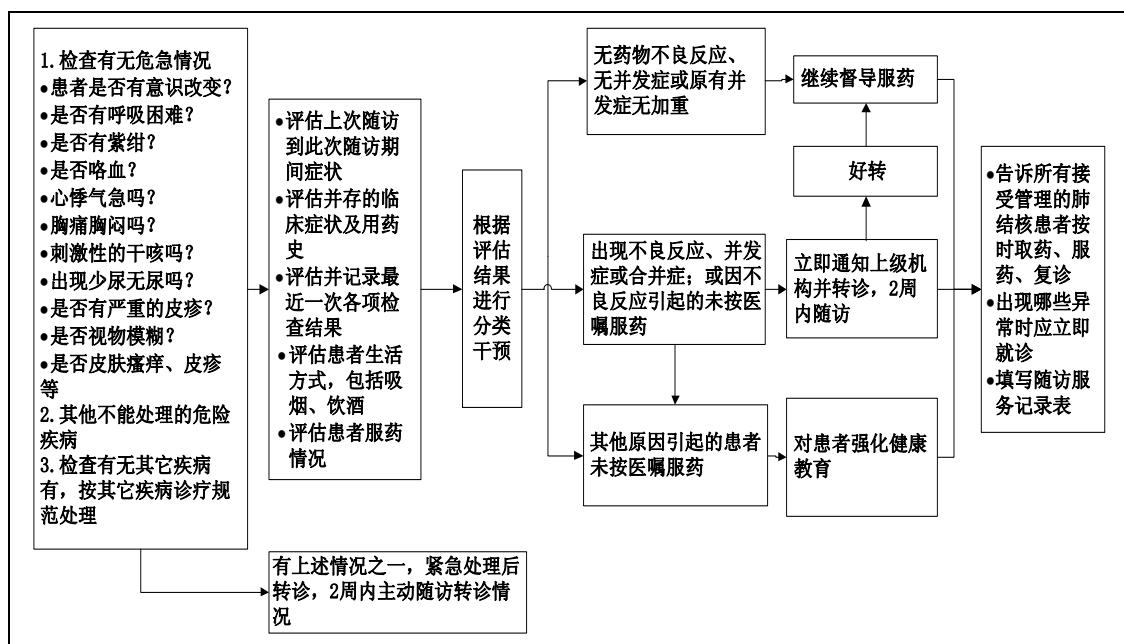 1.检查有无危急情况
•患者是否有意识改变？
•是否有呼吸困难？
•是否有紫绀？
•是否咯血？
•心悸气急吗？
•胸痛胸闷吗？
•刺激性的干咳吗？
•出现少尿无尿吗？
•是否有严重的皮疹？
•是否视物模糊？
•是否皮肤瘙痒、皮疹
等
2.其他不能处理的危险
疾病
3.检查有无其它疾病
有，按其它疾病诊疗规
范处理
有上述情况之一，紧急处理后
转诊，2周内主动随访转诊情
况
•评估上次随访
到此次随访期
间症状
•评估并存的临
床症状及用药
史
•评估并记录最
近一次各项检
查结果
•评估患者生活
方式，包括吸
烟、饮酒
•评估患者服药
情况
根据
评估
结果
进行
分类
干预
无药物不良反应、
无并发症或原有并
发症无加重
出现不良反应、并发
症或合并症；或因不
良反应引起的未按医
嘱服药
其他原因引起的患者
未按医嘱服药
继续督导服药
好转
立即通知上级机
构并转诊，2周
内随访
对患者强化健康
教育
•告诉所有接
受管理的肺
结核患者按
时取药、服
药、复诊
•出现哪些异
常时应立即
就诊
•填写随访服
务记录表